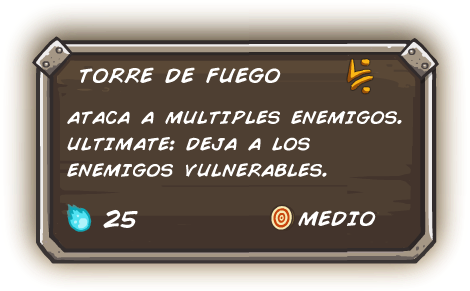 TORRE DE FUEGO
ATACA A MULTIPLES ENEMIGOS.
ULTIMATE: DEJA A LOS
ENEMIGOS VULNERABLES.
25
MEDIO